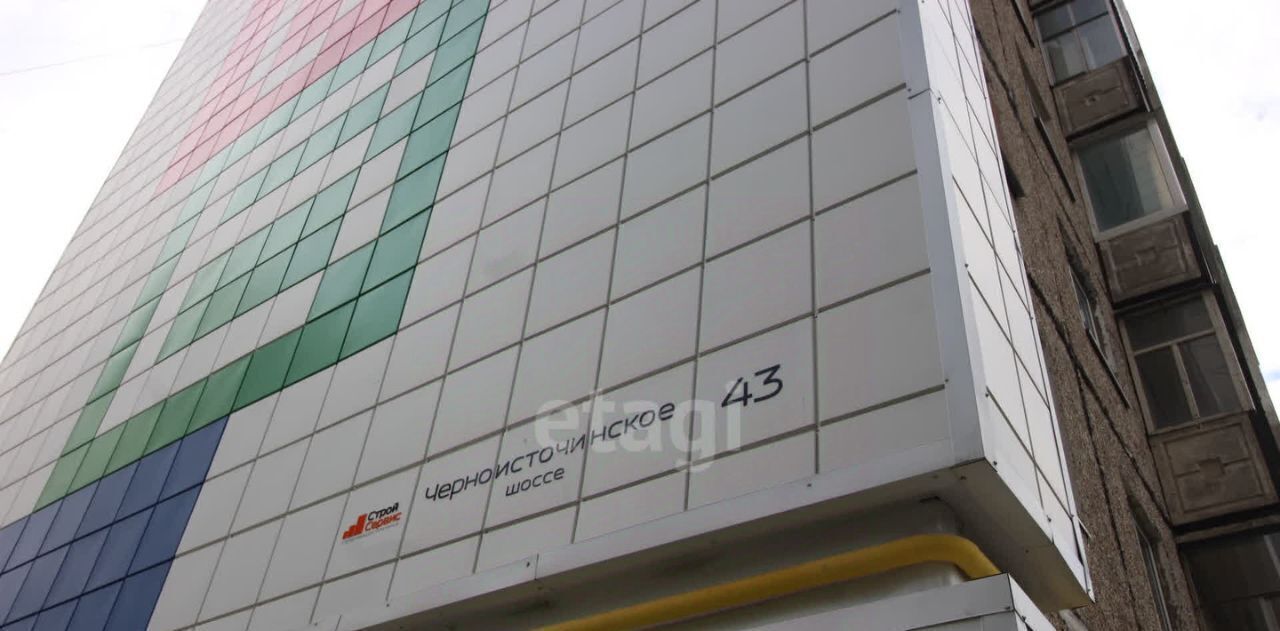 Черноисточинское 43
шоссе
Строй
Сервис
etagi